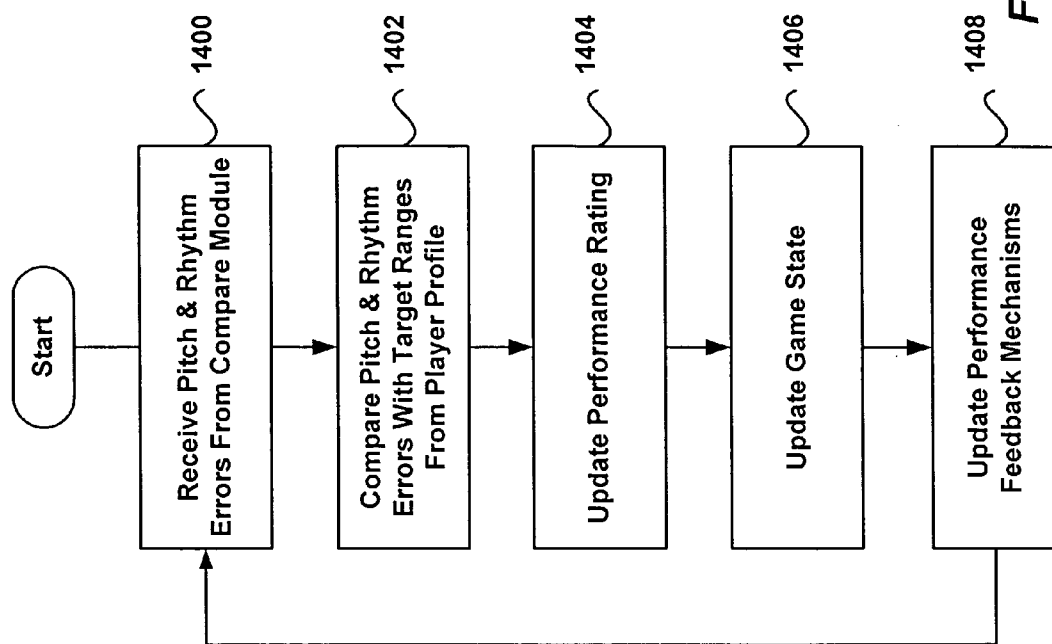 Start
Receive Pitch & Rhythm
Errors From Compare Module
1400
Compare Pitch & Rhythm
Errors With Target Ranges
From Player Profile
1402
Update Performance Rating
1404
Update Game State
1406
Update Performance
Feedback Mechanisms
1408
F